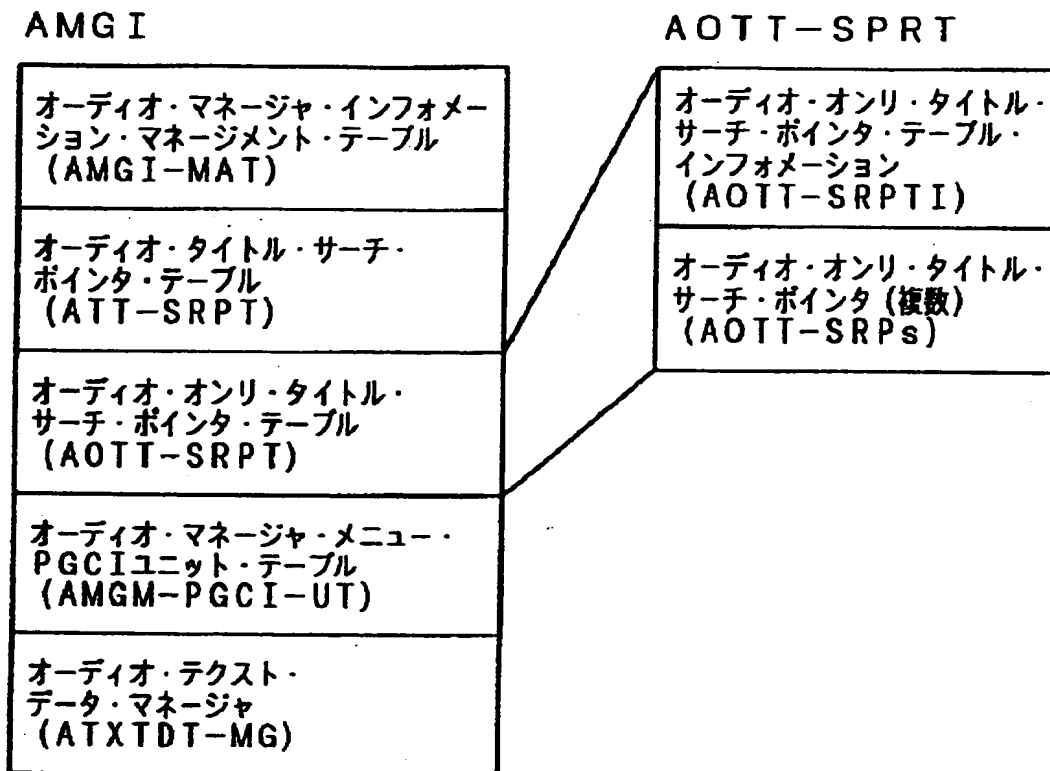 AMGI
オーディオ・マネージャ・インフォメー
ション・マネージメント・テーブル
(AMGI-MAT)
オーディオ・タイトル・サーチ・
ポインタ・テーブル
(ATT-SRPT)
オーディオ・オンリ・タイトル・
サーチ・ポインタ・テーブル
(AOTT-SRPT)
オーディオ・マネージャ・メニュー・
PGCIユニット・テーブル
(AMGM-PGCI-UT)
オーディオ・テクスト・
データ・マネージャ
(ATXTDT-MG)
AOTT-SPRT
オーディオ・オンリ・タイトル・
サーチ・ポインタ・テーブル・
インフォメーション
(AOTT-SRPTI)
オーディオ・オンリ・タイトル・
サーチ・ポインタ(複数)
(AOTT-SRPs)